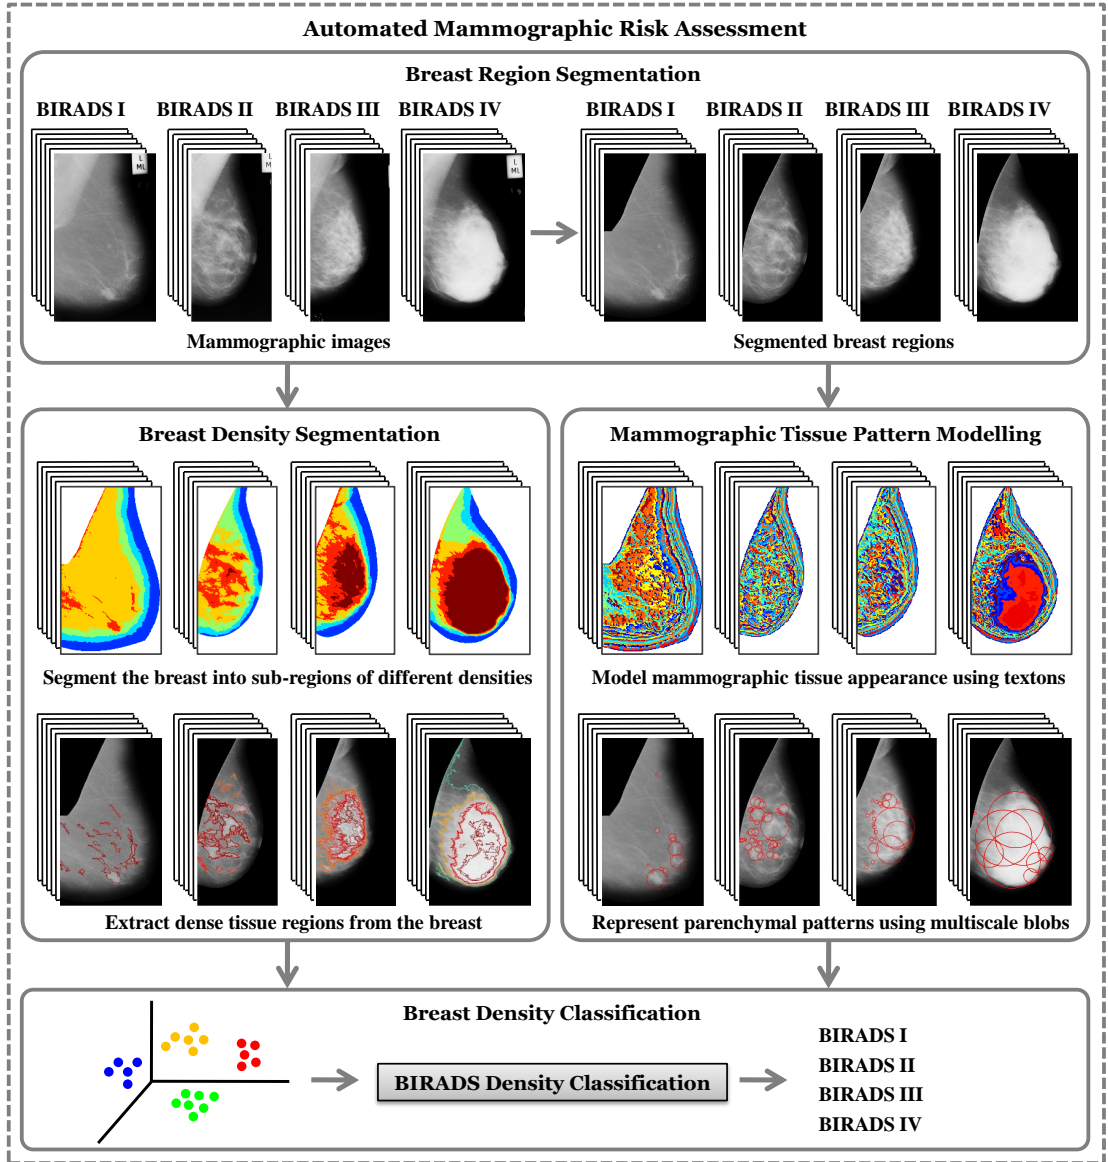 Automated Mammographic Risk Assessment
Breast Region Segmentation
BIRADS I BIRADS II BIRADS III BIRADS IV BIRADS I BIRADS II BIRADS III BIRADS IV
L L
ML ML
Mammographic images Segmented breast regions
Breast Density Segmentation
Segment the breast into sub-regions of different densities
Extract dense tissue regions from the breast
Mammographic Tissue Pattern Modelling
Model mammographic tissue appearance using textons
Represent parenchymal patterns using multiscale blobs
Breast Density Classification
BIRADS Density Classification
BIRADS I
BIRADS II
BIRADS III
BIRADS IV